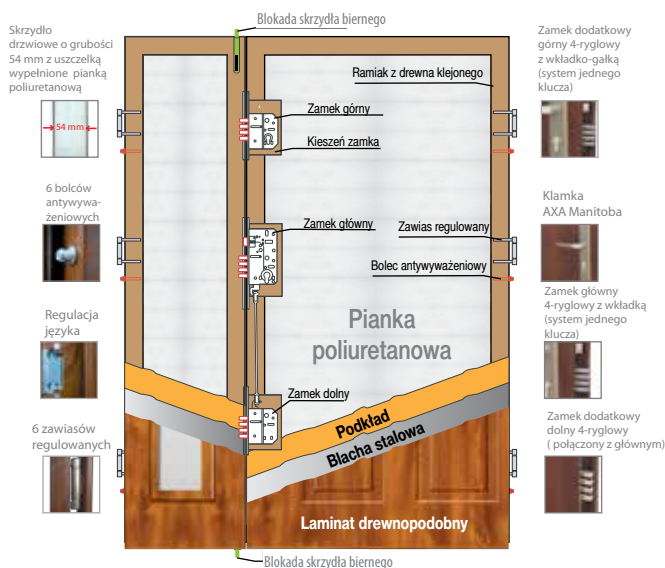 Blokada skrzydła biernego
Skrzydło
drzwiowe o grubości
54 mm z uszczelką
wypełnione pianką
poliuretanową
54 mm
6 bolców
antywywa-
żeniowych
Regulacja
języka
6 zawiasów
regulowanych
Ramiak z drewna klejonego
Zamek górny
Kieszeń zamka
Zamek główny
Zawias regulowany
Bolec antywyważeniowy
Pianka
poliuretanowa
Zamek dolny
Podkład
Blacha stalowa
Laminat drewnopodobny
Blokada skrzydła biernego
Zamek dodatkowy
górny 4-ryglowy
z wkładko-gałką
(system jednego
klucza)
Klamka
AXA Manitoba
Zamek główny
4-ryglowy z wkładką
(system jednego
klucza)
Zamek dodatkowy
dolny 4-ryglowy
( połączony z głównym)